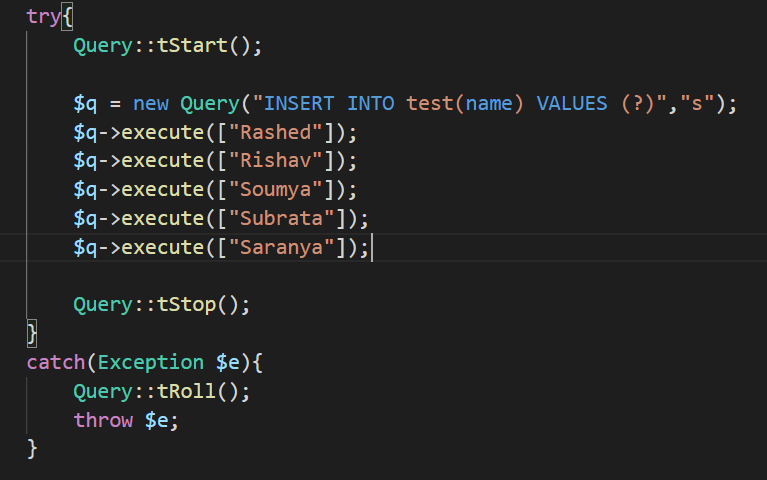 try{
Query::tStart();
$q = new Query("INSERT INTO test(name) VALUES (?)","s");
$q->execute(["Rashed"]);
$q->execute(["Rishav"]);
$q->execute(["Soumya"]);
$q->execute(["Subrata"]);
$q->execute(["Saranya"]);
Query::tStop();
}
catch(Exception $e){
Query::tRoll();
throw $e;
}